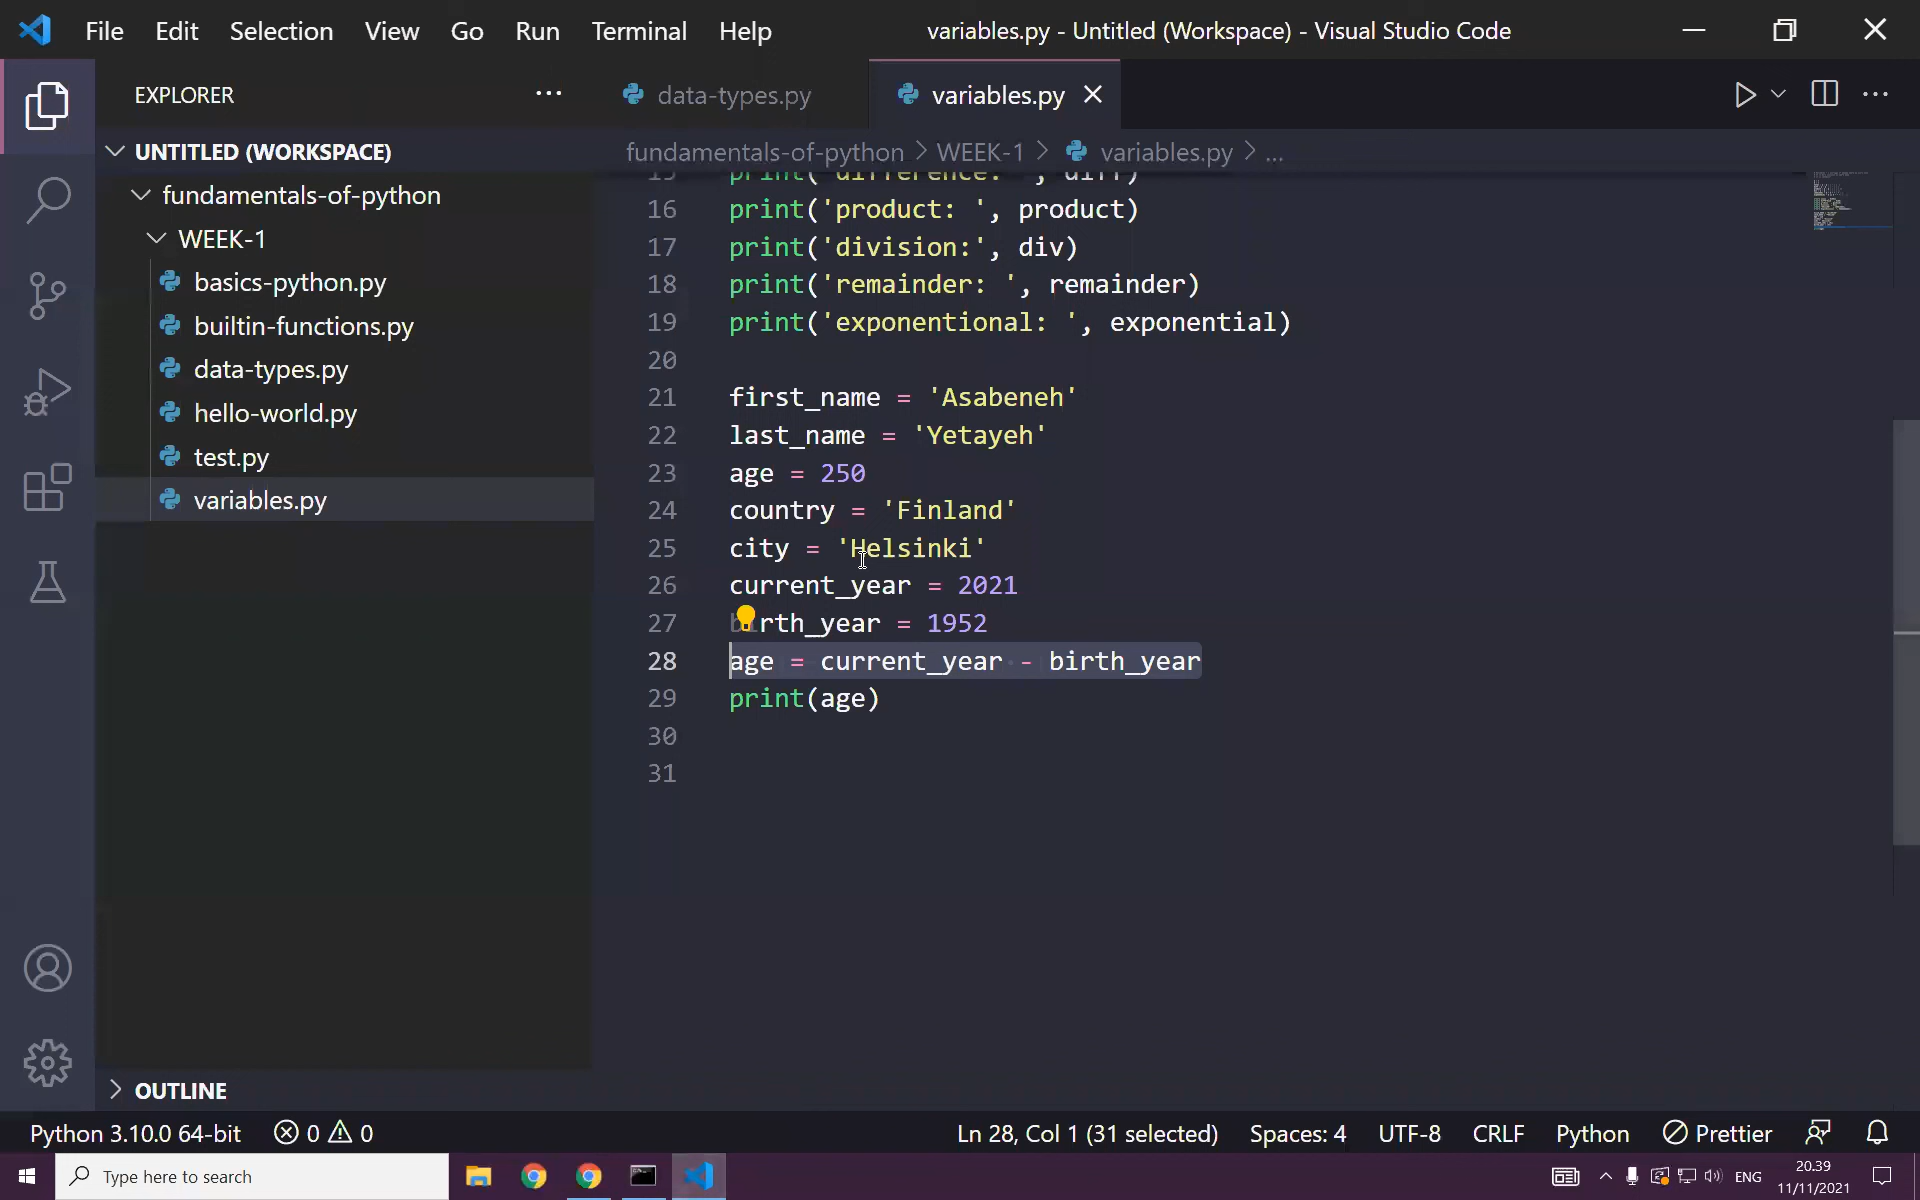 File Edit Selection View Go Run Terminal Help
variables.py - Untitled (Workspace) - Visual Studio Code
EXPLORER
UNTITLED (WORKSPACE)
fundamentals-of-python
WEEK-1
basics-python.py
builtin-functions.py
data-types.py
hello-world.py
test.py
variables.py
OUTLINE
data-types.py
variables.py
fundamentals-of-python > WEEK-1 > variables.py > ...
15 print('difference: ', diff)
16 print('product: ', product)
17 print('division:', div)
18 print('remainder: ', remainder)
19 print('exponentional: ', exponential)
20
21 first_name = 'Asabeneh'
22 last_name = 'Yetayeh'
23 age = 250
24 country = 'Finland'
25 city = 'Helsinki'
26 current_year = 2021
27 birth_year = 1952
28 age = current_year - birth_year
29 print(age)
30
31
Python 3.10.0 64-bit 0 0 Ln 28, Col 1 (31 selected) Spaces: 4 UTF-8 CRLF Python Prettier
Type here to search
ENG
20.39
11/11/2021